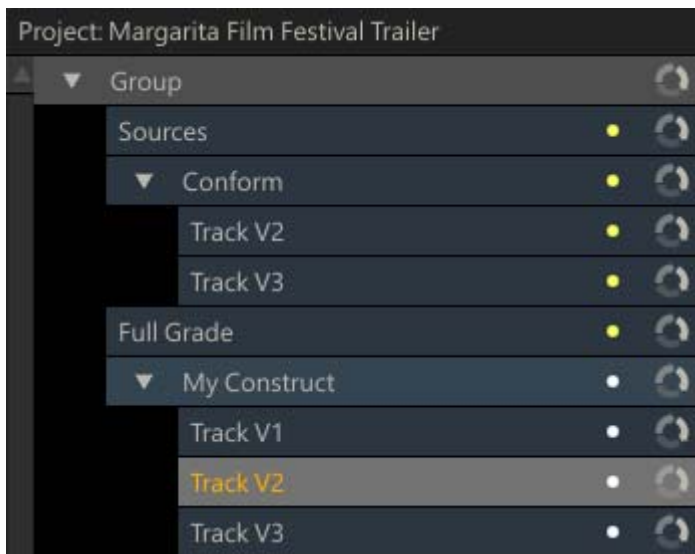 Project: Margarita Film Festival Trailer
Group
Sources
Conform
Track V2
Track V3
Full Grade
My Construct
Track V1
Track V2
Track V3